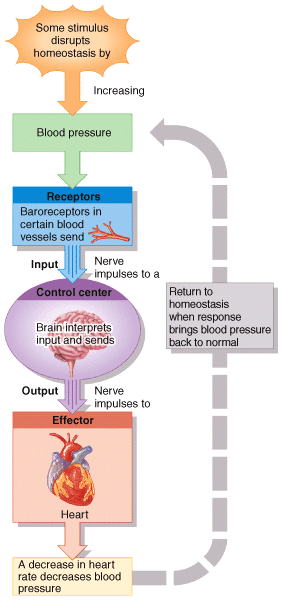 Some stimulus
disrupts
homeostasis by
Increasing
Blood pressure
Receptors
Baroreceptors in
certain blood
vessels send
Input
Nerve
impulses to a
Control center
Brain interprets
input and sends
Output
Nerve
impulses to
Effector
Heart
A decrease in heart
rate decreases blood
pressure
Return to
homeostasis
when response
brings blood pressure
back to normal